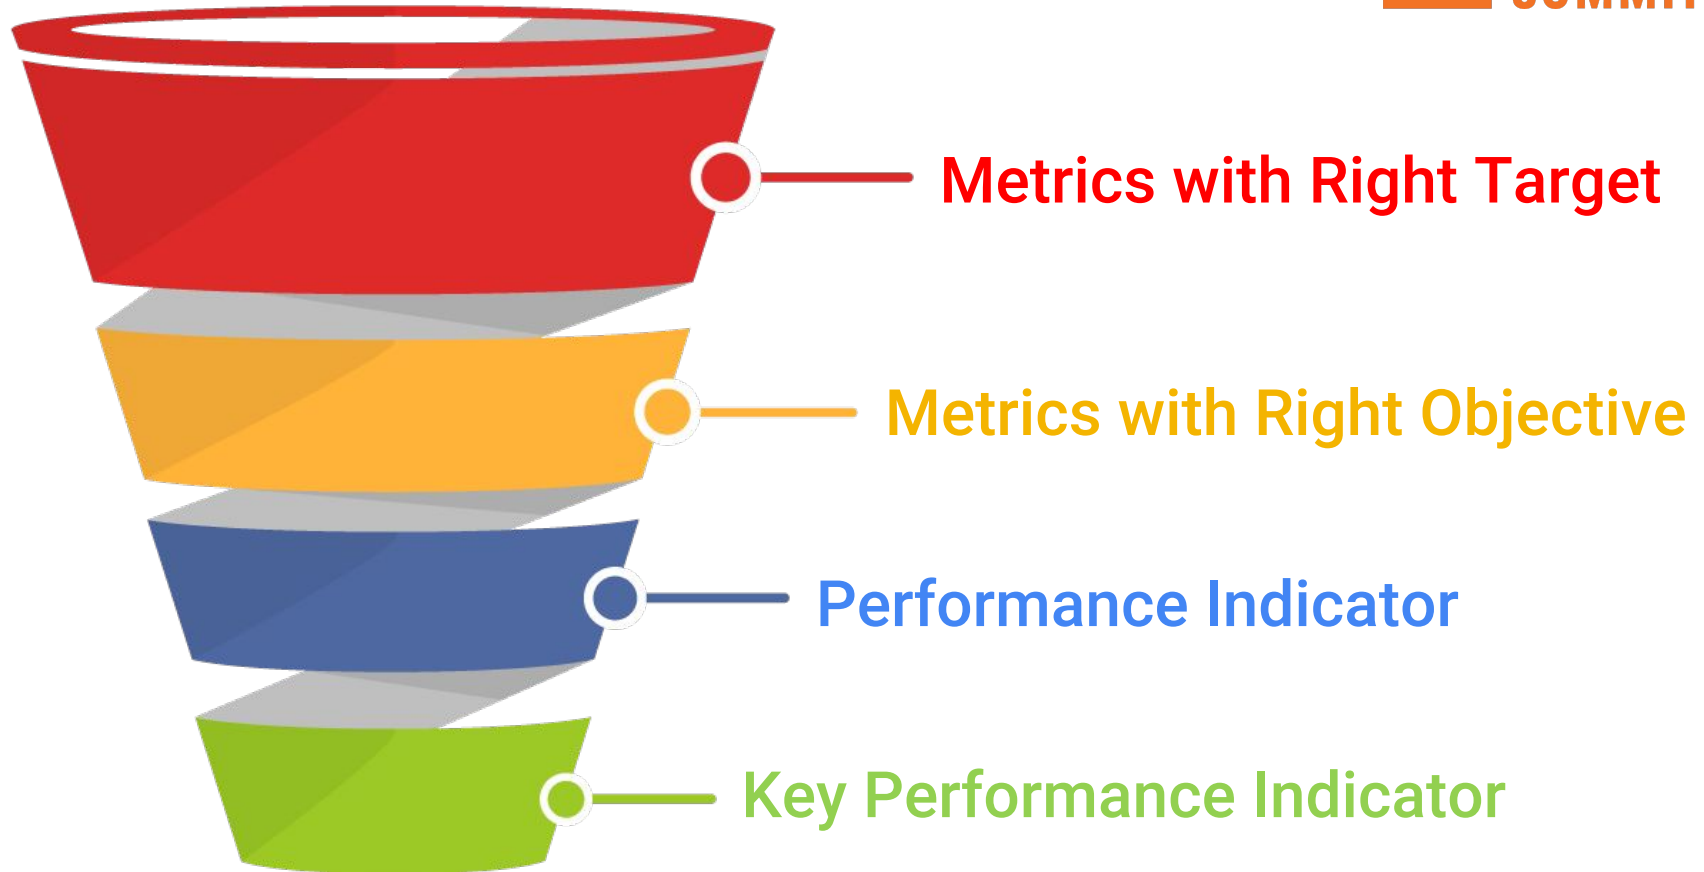 Metrics with Right Target
Metrics with Right Objective
Performance Indicator
Key Performance Indicator